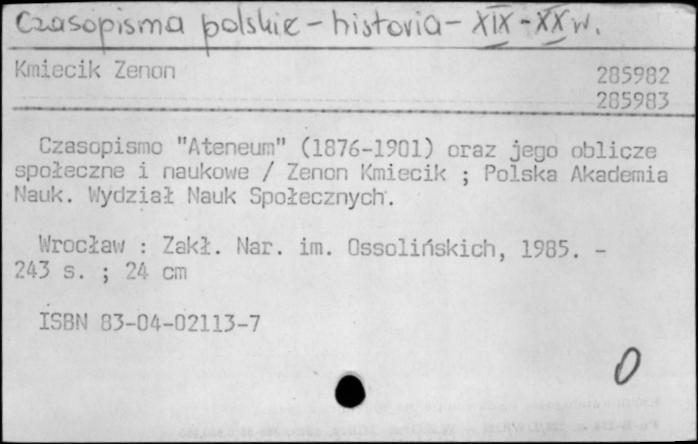 Czasopisma polskie – historia – XIX - XX w.
Kmiecik Zenon 285982
285983
Czasopismo "Ateneum" (1876-1901) oraz jego oblicze
społeczne i naukowe / Zenon Kmiecik ; Polska Akademia
Nauk. Wydział Nauk Społecznych.
Wrocław : Zakł. Nar. im. Ossolińskich, 1985. -
243 s. ; 24 cm
ISBN 83-04-02113-7
0